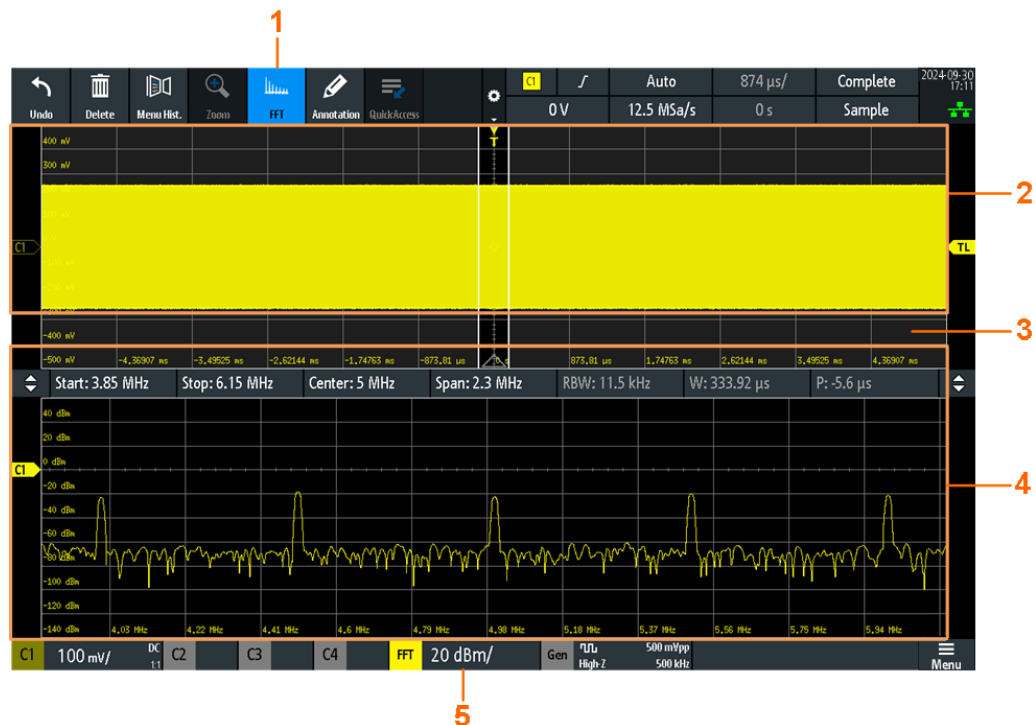 1
Undo
Delete
Menu Hist.
Zoom
FFT
Annotation
QuickAccess
C1
Auto
874 µs/
Complete
2024-09-30
17:11
0 V
12.5 MSa/s
0 s
Sample
400 mV
T
300 mV
2
C1
TL
-400 mV
3
-500 mV
-4.36907 ms
-3.49525 ms
-2.62144 ms
-1.74763 ms
-873.81 µs
0 s
873.81 µs
1.74763 ms
2.62144 ms
3.49525 ms
4.36907 ms
Start: 3.85 MHz
Stop: 6.15 MHz
Center: 5 MHz
Span: 2.3 MHz
RBW: 11.5 kHz
W: 333.92 µs
P: -5.6 µs
40 dBm
20 dBm
C1
0 dBm
-20 dBm
4
-40 dBm
-60 dBm
-80 dBm
-100 dBm
-120 dBm
-140 dBm
4.03 MHz
4.22 MHz
4.41 MHz
4.6 MHz
4.79 MHz
4.98 MHz
5.18 MHz
5.37 MHz
5.56 MHz
5.75 MHz
5.94 MHz
C1
100 mV/
DC
1:1
C2
C3
C4
FFT
20 dBm/
Gen
High-Z
500 mVpp
500 kHz
Menu
5